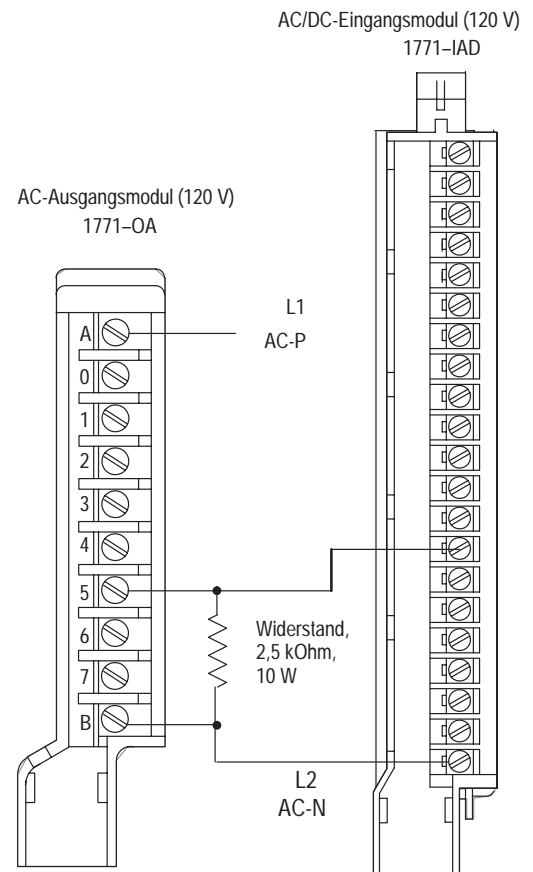 AC/DC-Eingangsmodul (120 V)
1771–IAD
AC-Ausgangsmodul (120 V)
1771–OA
L1
AC-P
A
0
1
2
3
4
5
6
7
B
Widerstand,
2,5 kOhm,
10 W
L2
AC-N